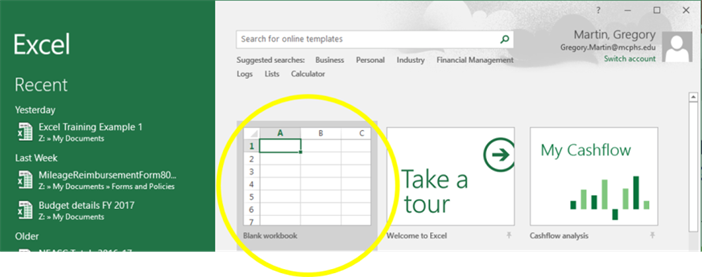 Excel
Recent
Yesterday
Excel Training Example 1
Z: » My Documents
Last Week
MileageReimbursementForm80...
Z: » My Documents » Forms and Policies
Budget details FY 2017
Z: » My Documents
Older
?
Search for online templates
Martin, Gregory
Gregory.Martin@mcphs.edu
Switch account
Suggested searches: Business Personal Industry Financial Management
Logs Lists Calculator
A B C
1
2
3
4
5
6
7
Blank workbook
Take a
tour
Welcome to Excel
My Cashflow
Cashflow analysis